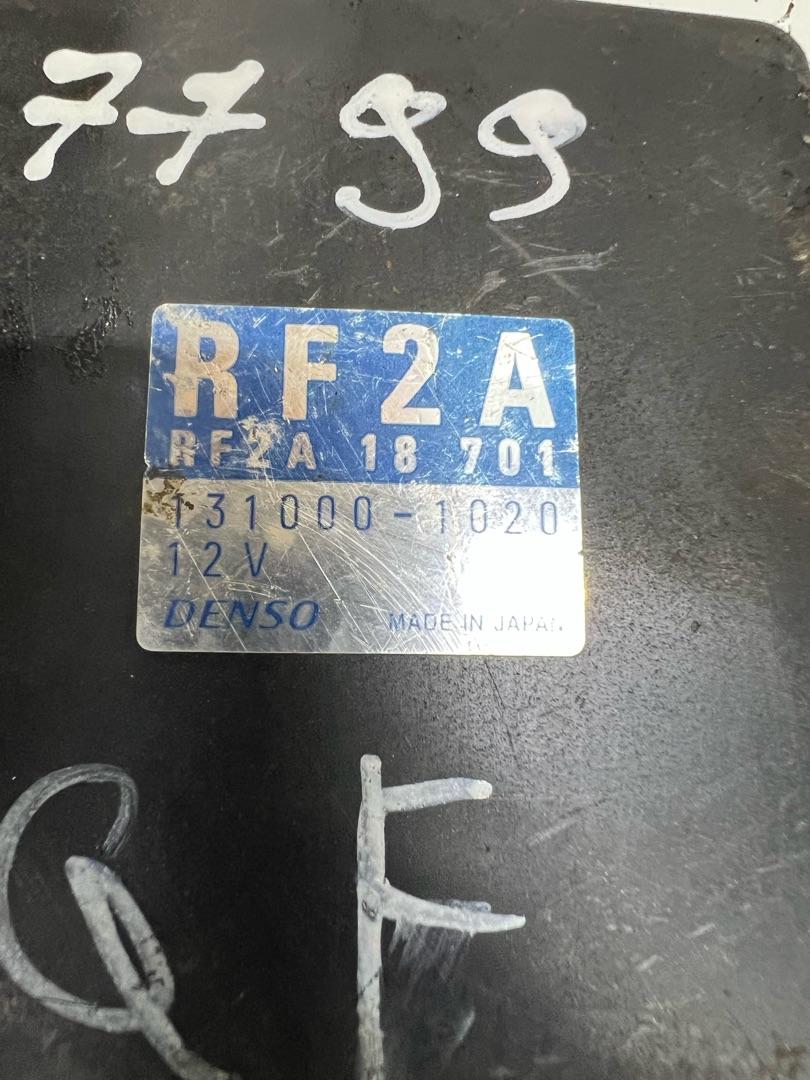 7799
RF2A
RF2A 18 701
131000-1020
12V
DENSO MADE IN JAPAN
F